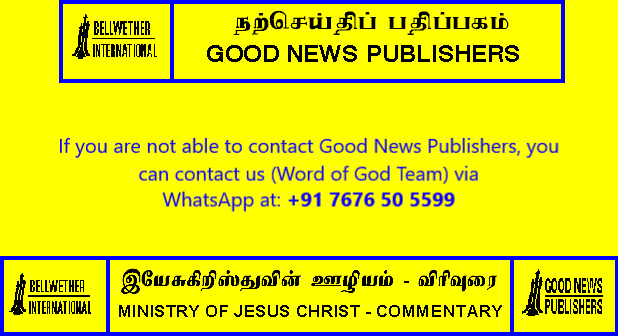 BELLWETHER
INTERNATIONAL
நற்செய்திப் பதிப்பகம்
GOOD NEWS PUBLISHERS
If you are not able to contact Good News Publishers, you
can contact us (Word of God Team) via
WhatsApp at: +91 7676 50 5599
BELLWETHER
INTERNATIONAL
இயேசுகிறிஸ்துவின் ஊழியம் - விரிவுரை
MINISTRY OF JESUS CHRIST - COMMENTARY
GOOD NEWS
PUBLISHERS